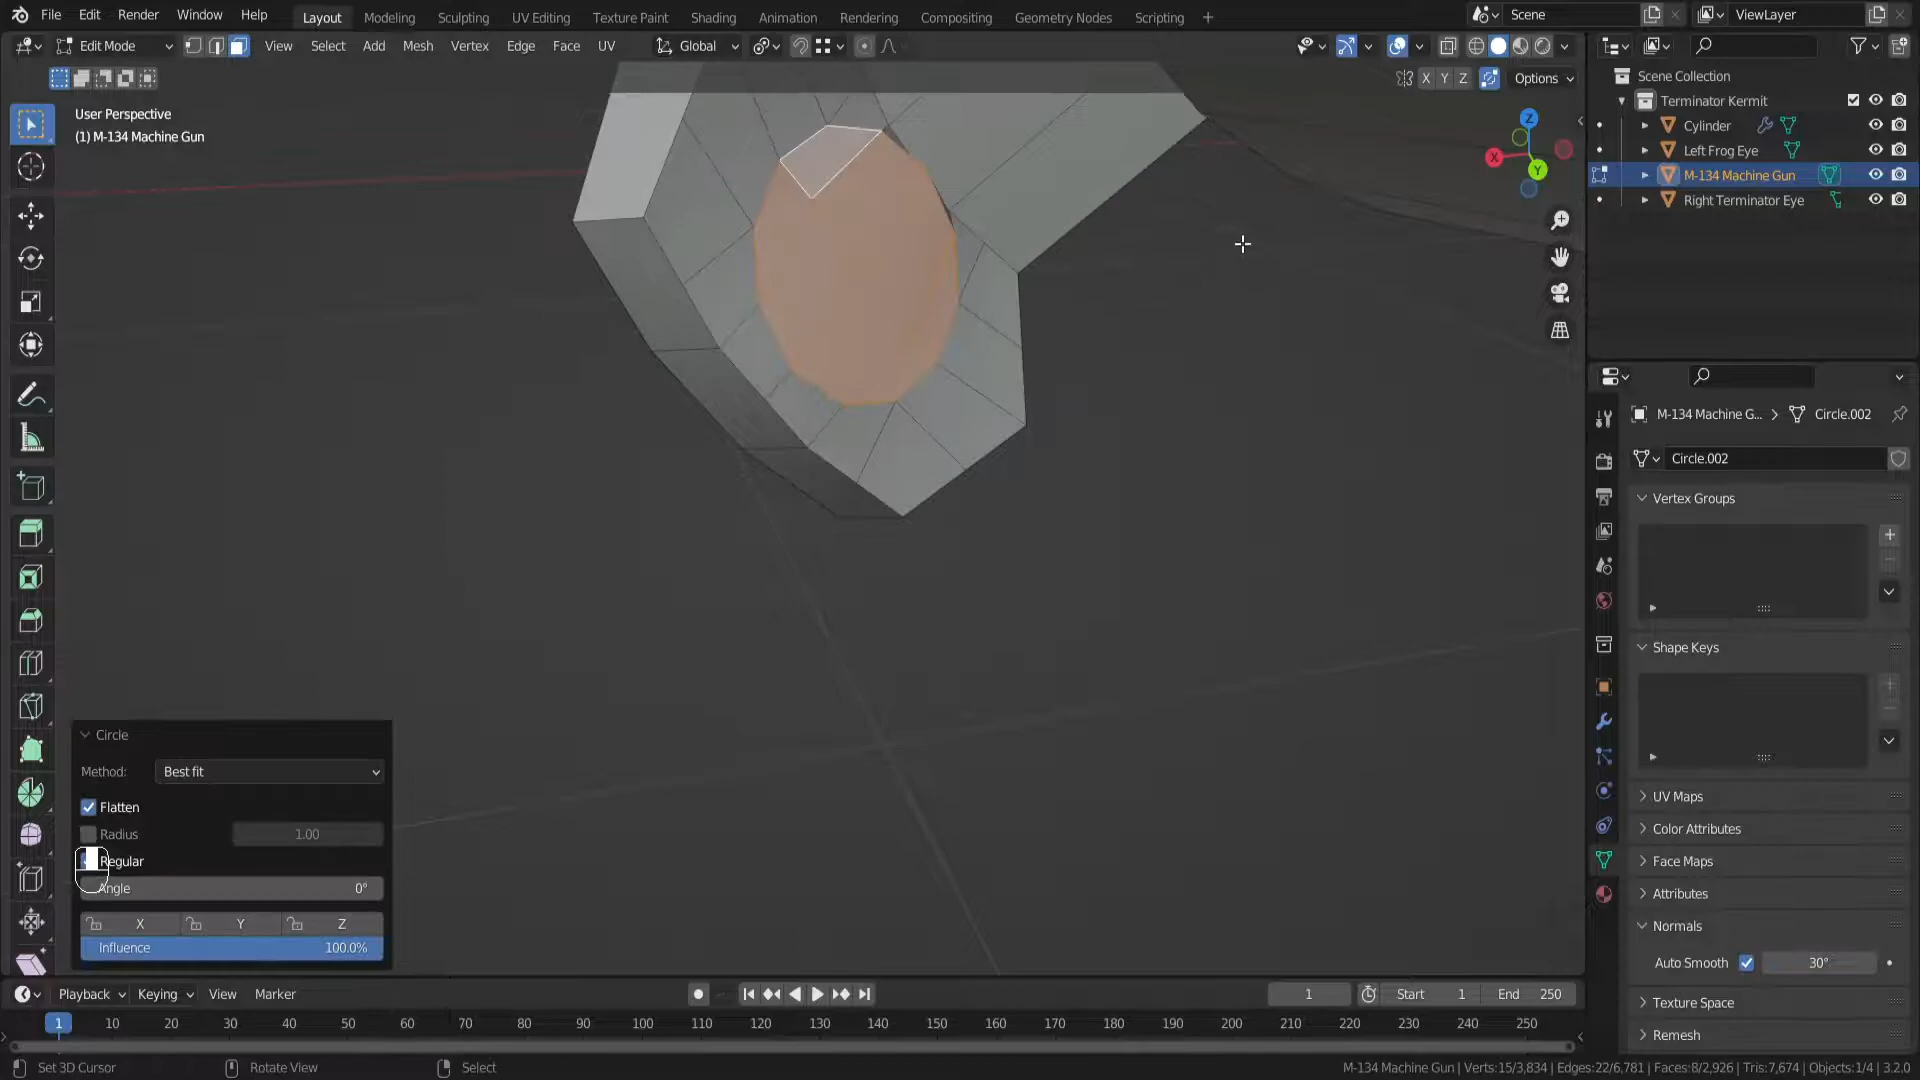 File Edit Render Window Help Layout Modeling Sculpting UV Editing Texture Paint Shading Animation Rendering Compositing Geometry Nodes Scripting + Scene ViewLayer
Edit Mode View Select Add Mesh Vertex Edge Face UV Global
X Y Z Options
User Perspective
(1) M-134 Machine Gun
Z
X
Y
Scene Collection
Terminator Kermit
Cylinder
Left Frog Eye
M-134 Machine Gun
Right Terminator Eye
M-134 Machine G... > Circle.002
Circle.002
Vertex Groups
Shape Keys
UV Maps
Color Attributes
Face Maps
Attributes
Normals
Auto Smooth 30°
Texture Space
Remesh
Circle
Method: Best fit
Flatten
Radius 1.00
Regular
Angle 0°
X Y Z
Influence 100.0%
Playback Keying View Marker 1 Start 1 End 250
1 10 20 30 40 50 60 70 80 90 100 110 120 130 140 150 160 170 180 190 200 210 220 230 240 250
Set 3D Cursor Rotate View Select M-134 Machine Gun | Verts:15/3,834 | Edges:22/6,781 | Faces:8/2,926 | Tris:7,674 | Objects:1/4 | 3.2.0